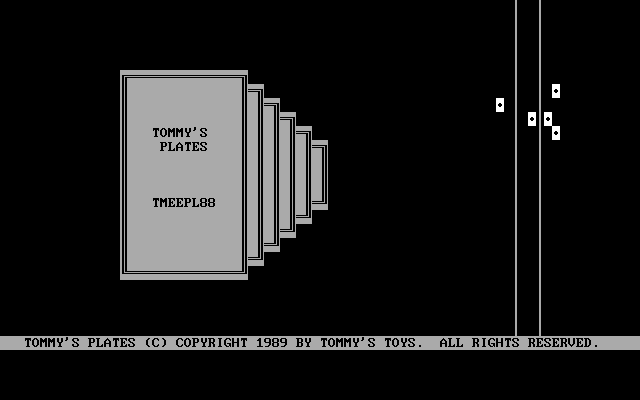 TOMMY'S
PLATES
TMEEPL88
TOMMY'S PLATES (C) COPYRIGHT 1989 BY TOMMY'S TOYS.  ALL RIGHTS RESERVED.